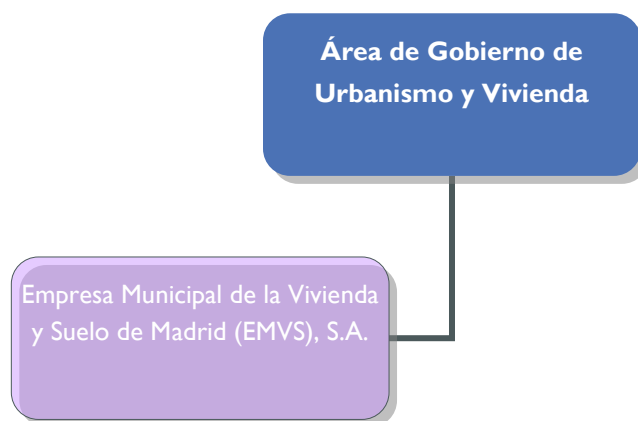 Área de Gobierno de
Urbanismo y Vivienda
Empresa Municipal de la Vivienda
y Suelo de Madrid (EMVS), S.A.